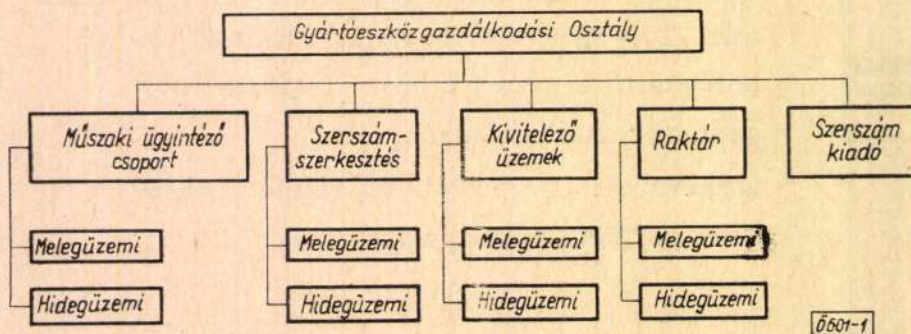 Gyártóeszközgazdálkodási Osztály
Műszaki ügyintéző
csoport
Szerszám-
szerkesztés
Kivitelező
üzemek
Raktár
Szerszám
kiadó
Melegüzemi
Melegüzemi
Melegüzemi
Melegüzemi
Hidegüzemi
Hidegüzemi
Hidegüzemi
Hidegüzemi
Ö601-1